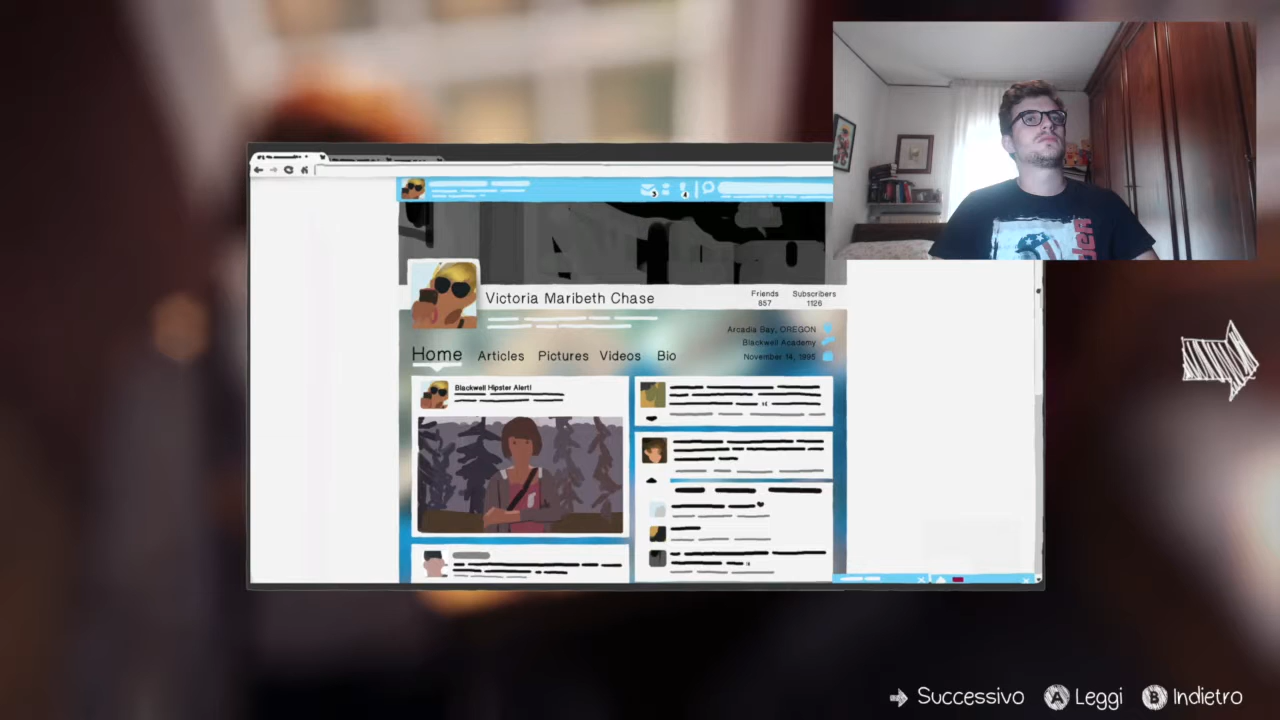 Victoria Maribeth Chase
Friends
857
Subscribers
1126
Arcadia Bay, OREGON
Blackwell Academy
November 14, 1995
Home Articles Pictures Videos Bio
Blackwell Hipster Alert!
Successivo A Leggi B Indietro